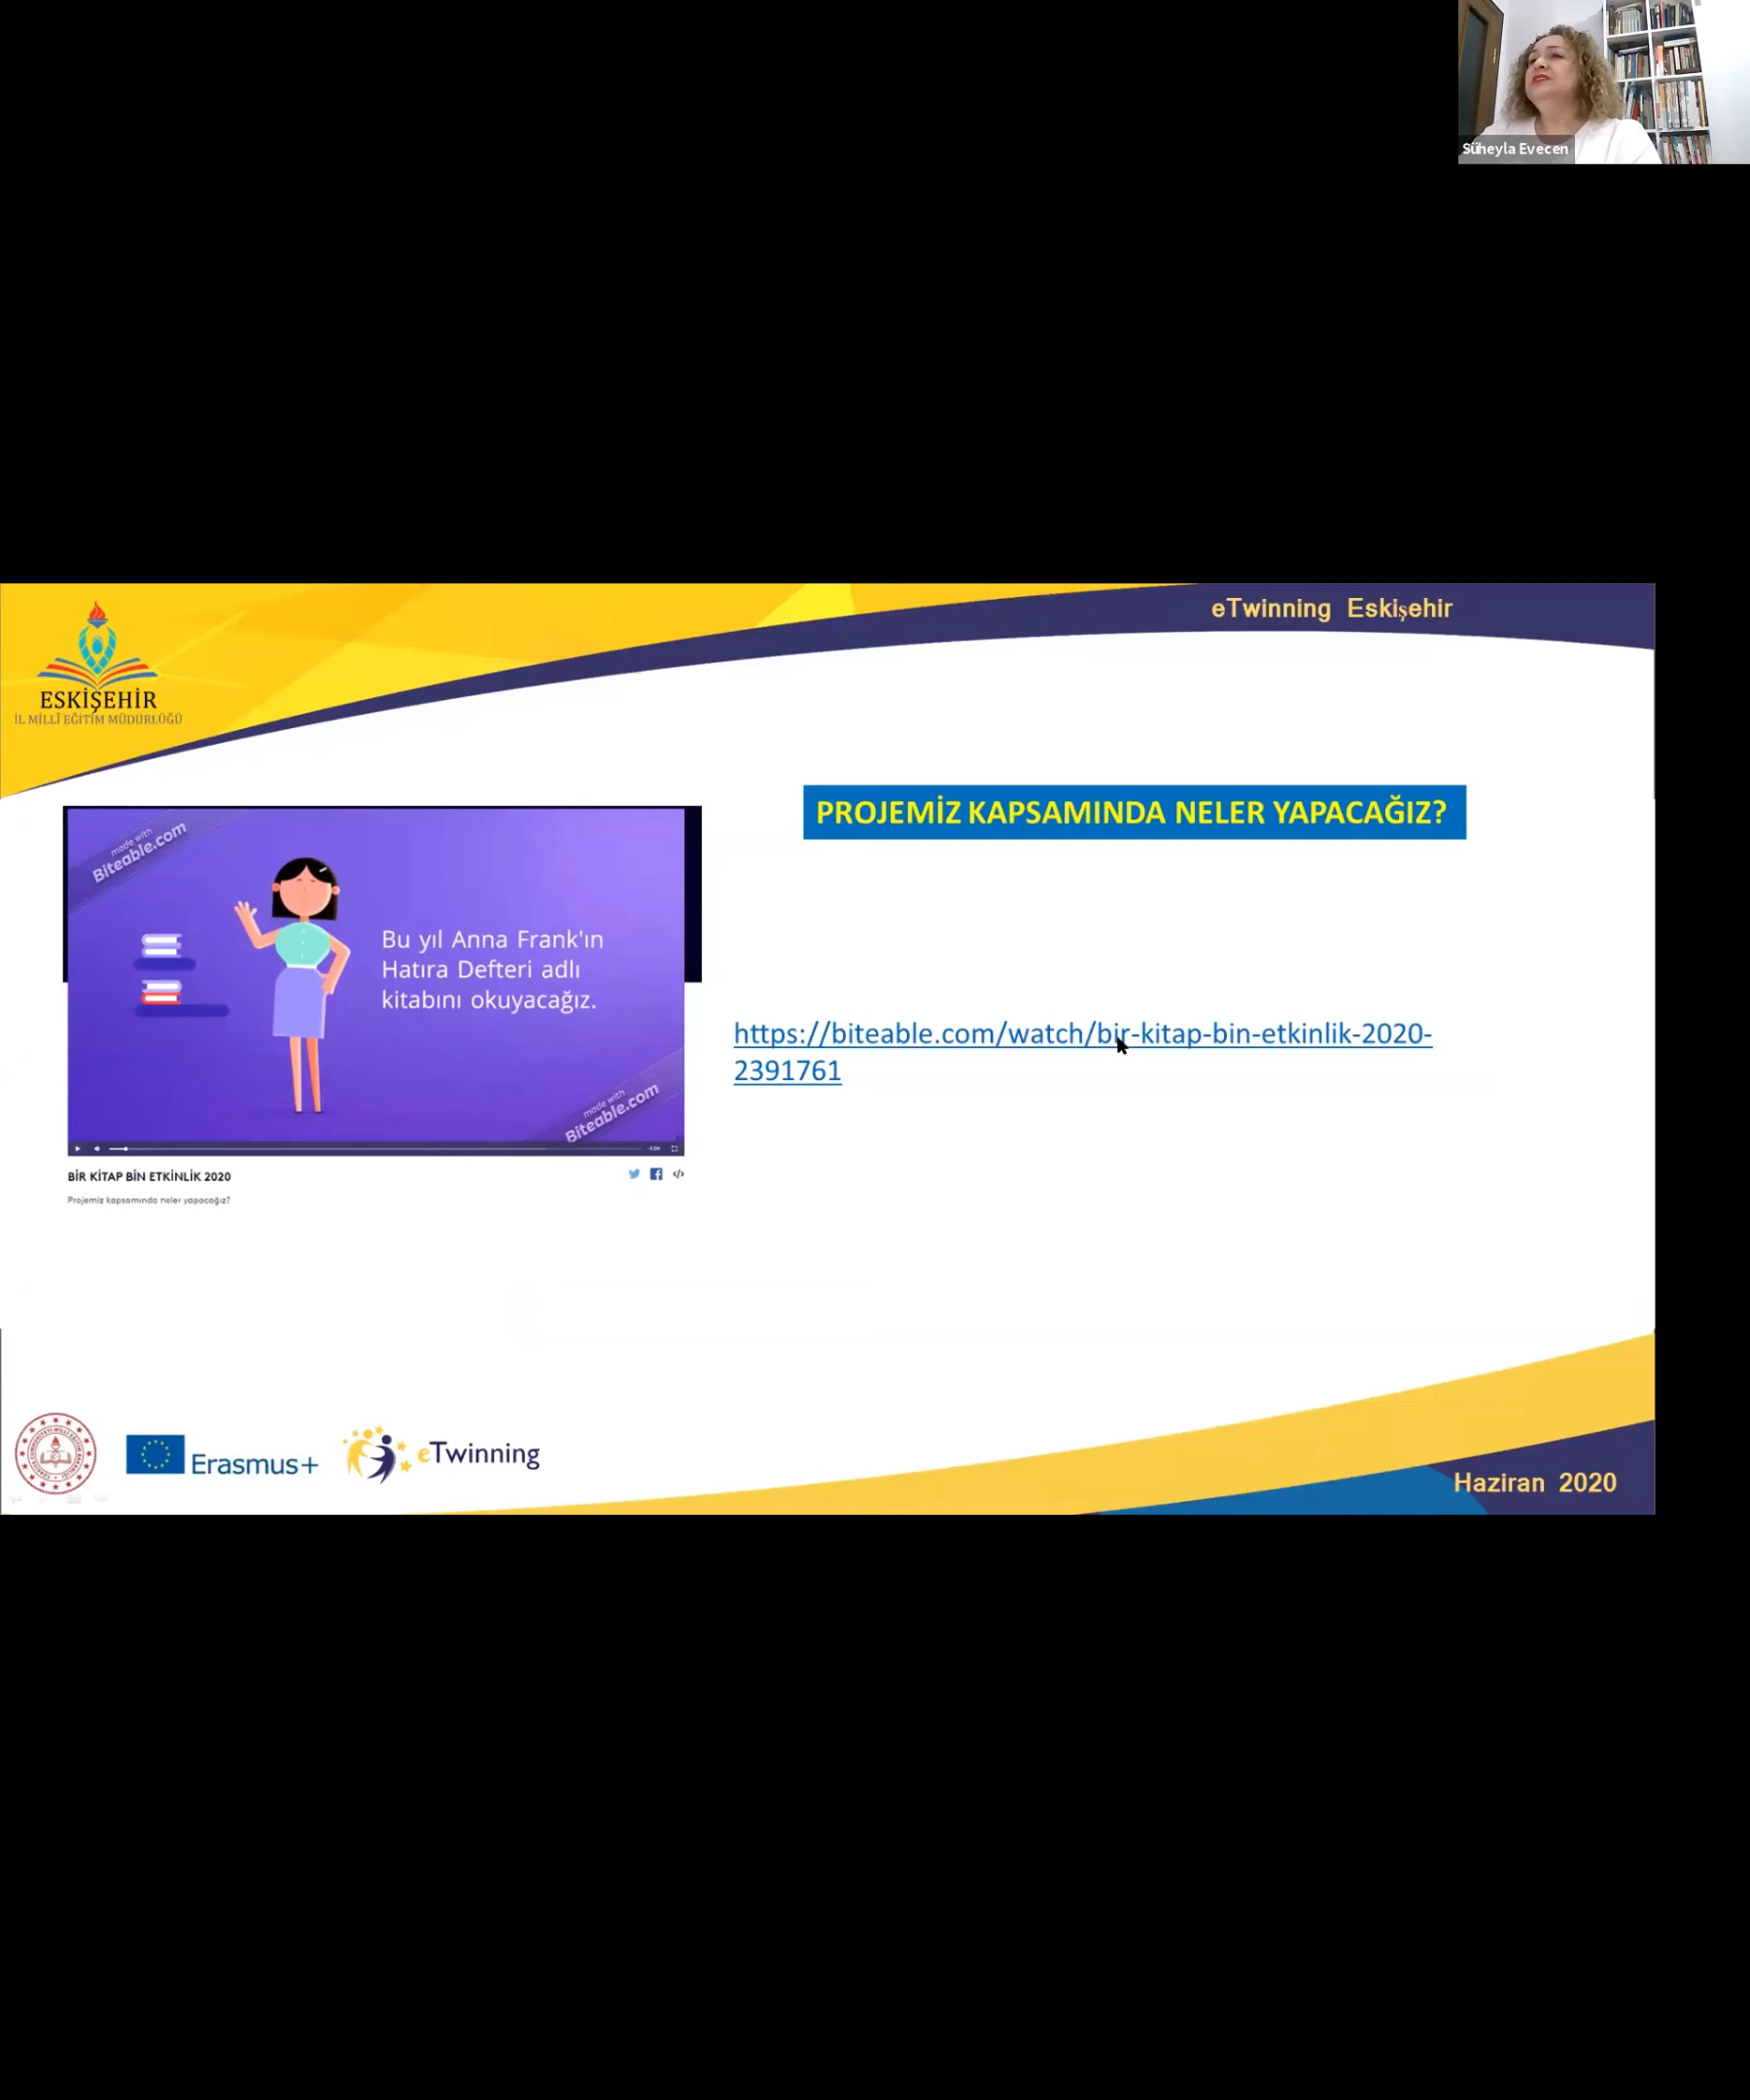 Süheyla Evecen
eTwinning Eskişehir
ESKİŞEHİR
İL MİLLÎ EĞİTİM MÜDÜRLÜĞÜ
PROJEMİZ KAPSAMINDA NELER YAPACAĞIZ?
made with
Biteable.com
Bu yıl Anna Frank'ın
Hatıra Defteri adlı
kitabını okuyacağız.
made with
Biteable.com
BİR KİTAP BİN ETKİNLİK 2020
Projemiz kapsamında neler yapacağız?
https://biteable.com/watch/bir-kitap-bin-etkinlik-2020-
2391761
Erasmus+
eTwinning
Haziran 2020